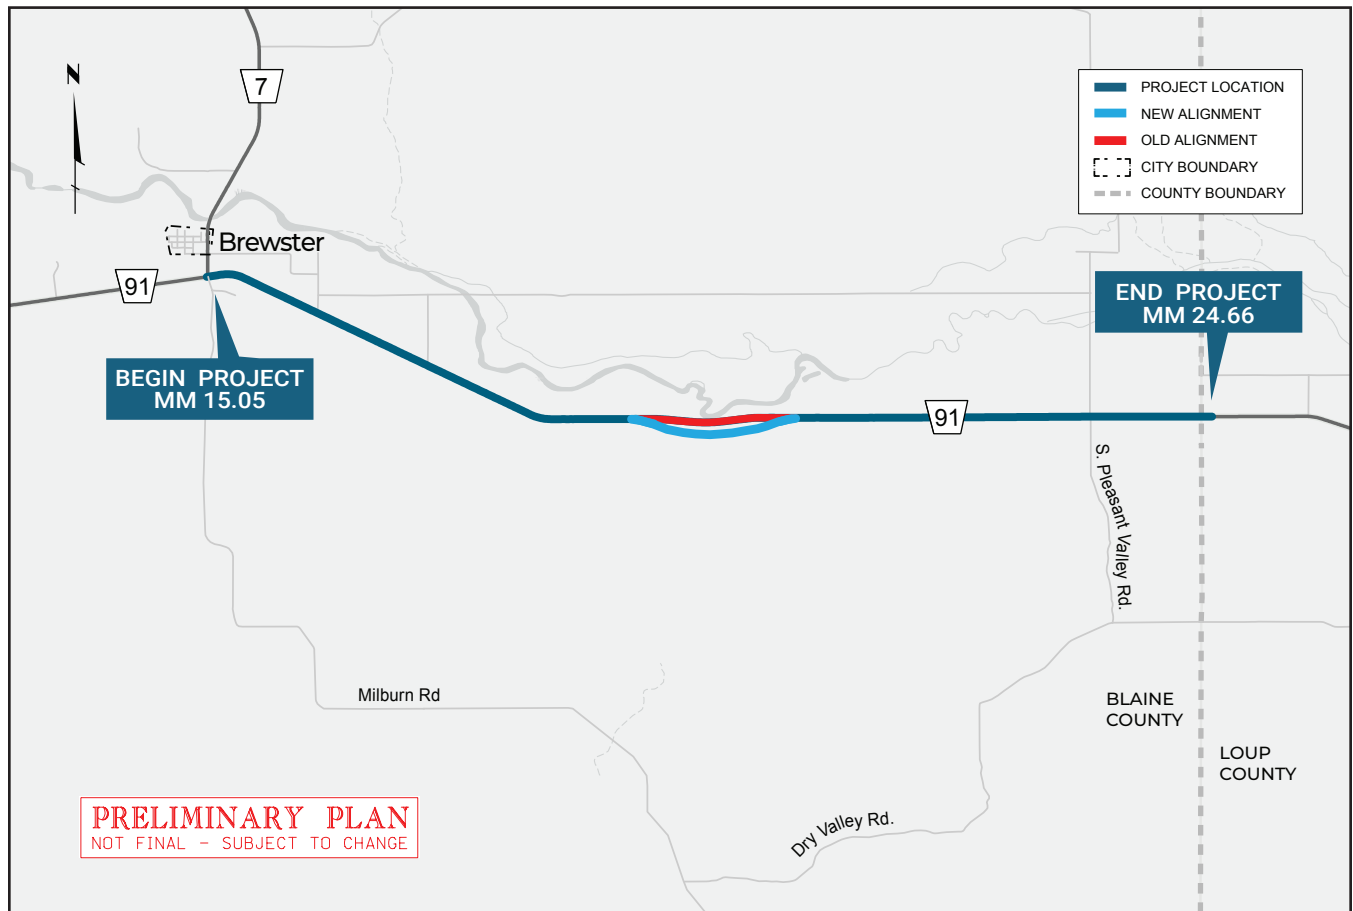 N
7
PROJECT LOCATION
NEW ALIGNMENT
OLD ALIGNMENT
CITY BOUNDARY
COUNTY BOUNDARY
Brewster
91
END PROJECT
MM 24.66
BEGIN PROJECT
MM 15.05
91
S. Pleasant Valley Rd.
Milburn Rd
BLAINE
COUNTY
LOUP
COUNTY
PRELIMINARY PLAN
NOT FINAL – SUBJECT TO CHANGE
Dry Valley Rd.